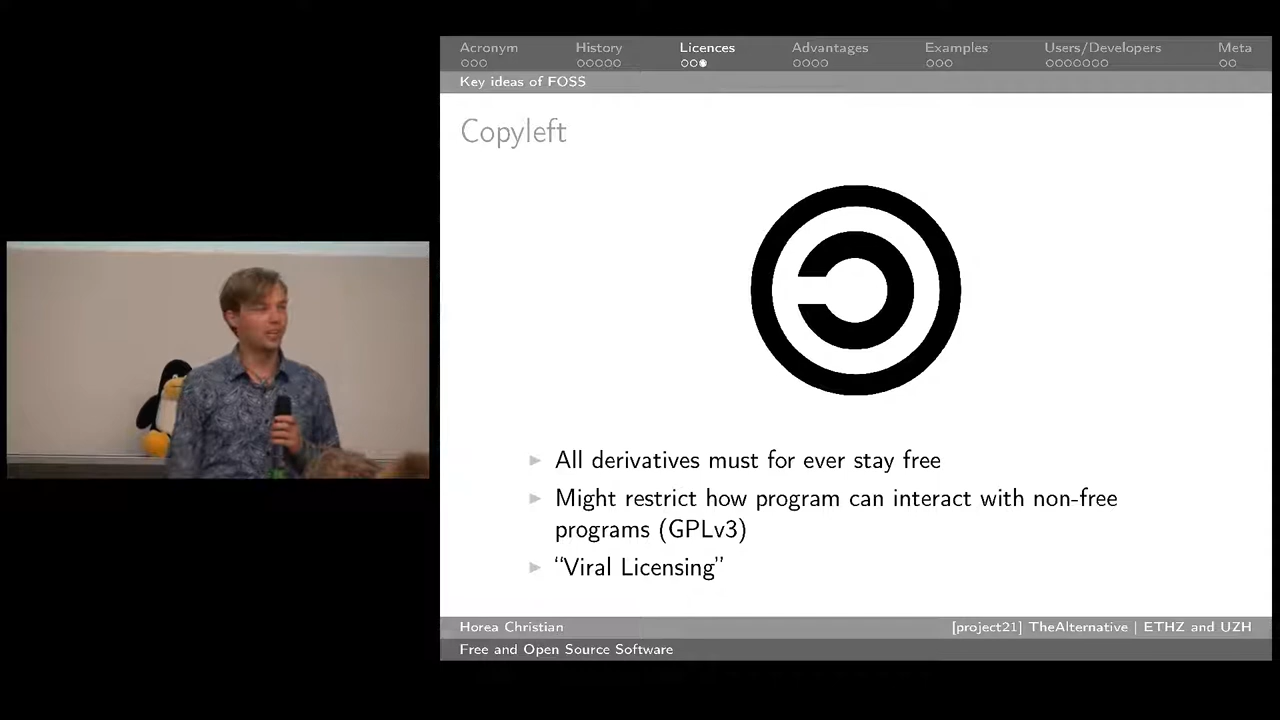 Acronym History Licences Advantages Examples Users/Developers Meta
Key ideas of FOSS
Copyleft
All derivatives must for ever stay free
Might restrict how program can interact with non-free
programs (GPLv3)
“Viral Licensing”
Horea Christian [project21] TheAlternative | ETHZ and UZH
Free and Open Source Software